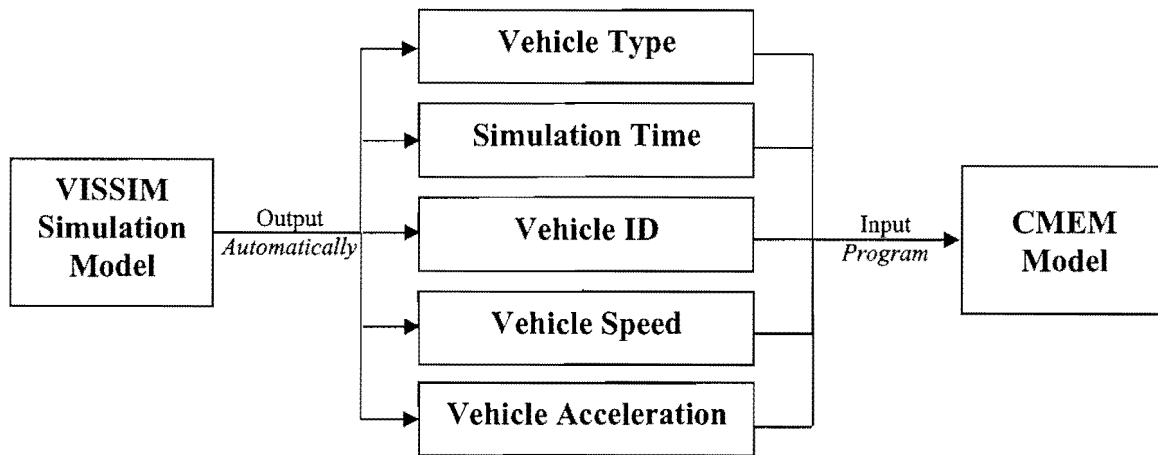 Vehicle Type
Simulation Time
VISSIM
Simulation
Model
Output
Automatically
Vehicle ID
Input
Program
CMEM
Model
Vehicle Speed
Vehicle Acceleration